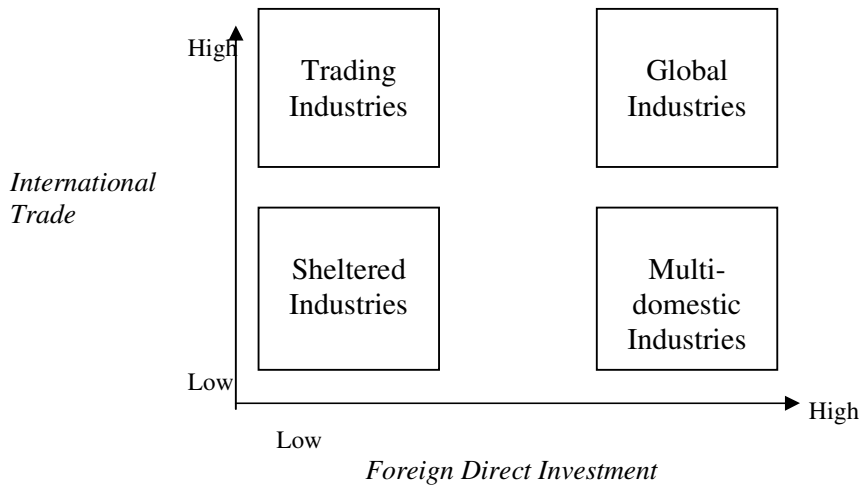 High
Trading
Industries
Global
Industries
International
Trade
Sheltered
Industries
Multi-
domestic
Industries
Low
High
Low
Foreign Direct Investment